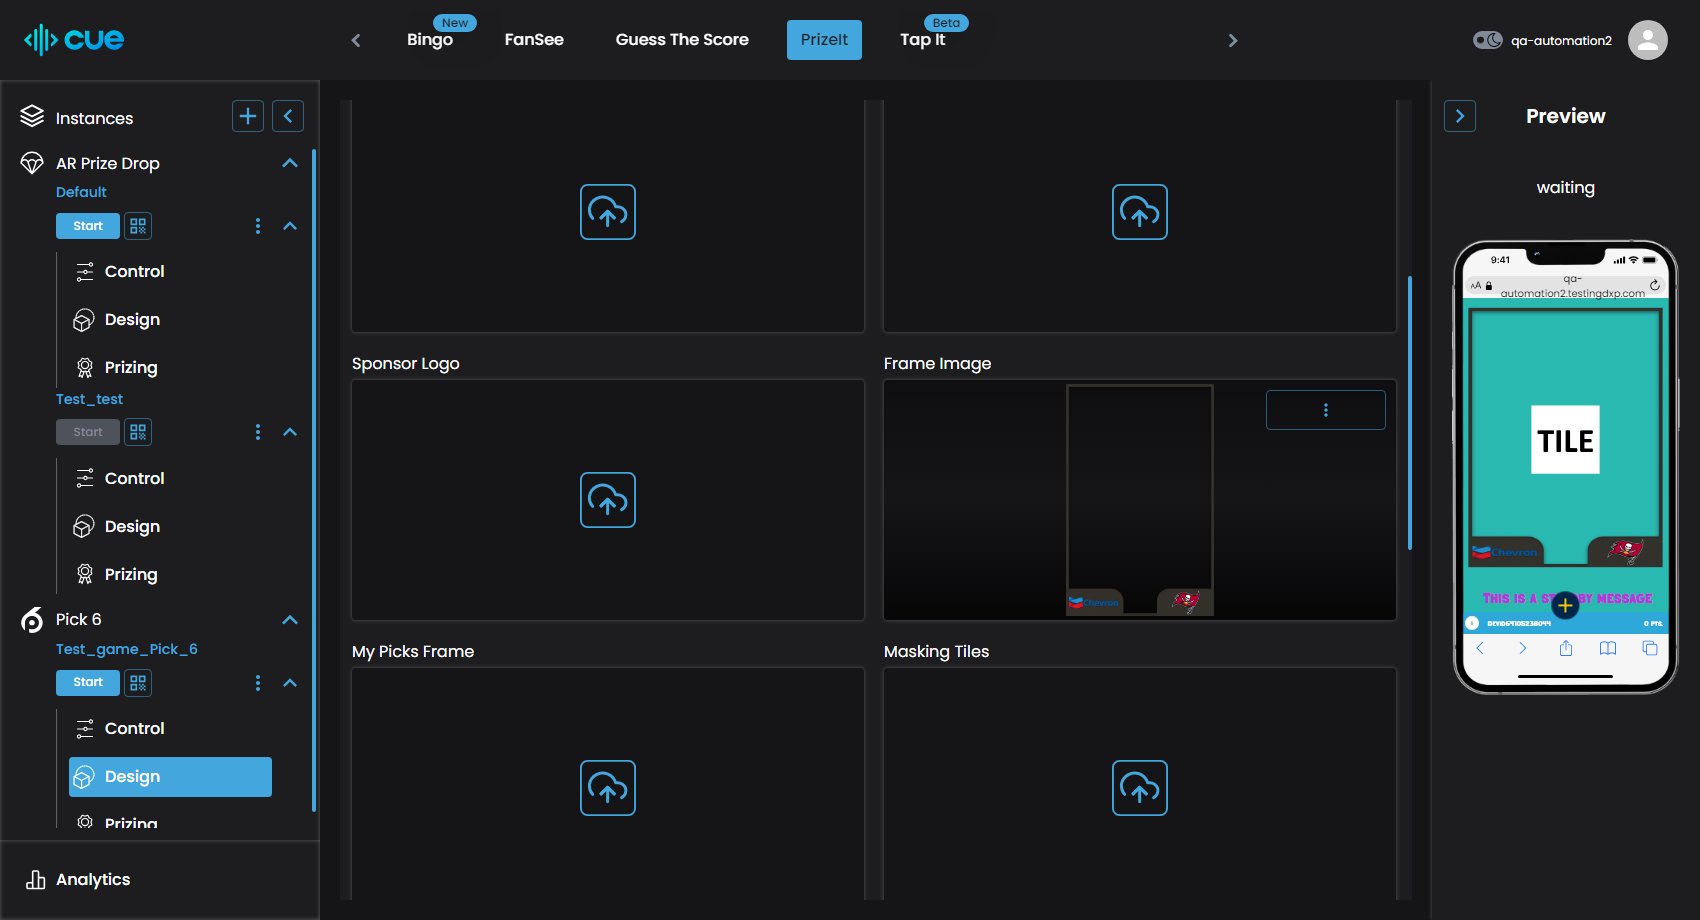 cue
Bingo
New
FanSee
Guess The Score
PrizeIt
Tap It
Beta
qa-automation2
Instances
AR Prize Drop
Default
Start
Control
Design
Prizing
Test_test
Start
Control
Design
Prizing
Pick 6
Test_game_Pick_6
Start
Control
Design
Prizing
Analytics
Sponsor Logo
Frame Image
Chevron
My Picks Frame
Masking Tiles
Preview
waiting
9:41
AA
qa-
automation2.testingdxp.com
TILE
Chevron
THIS IS A ST BY MESSAGE
0 PTS.